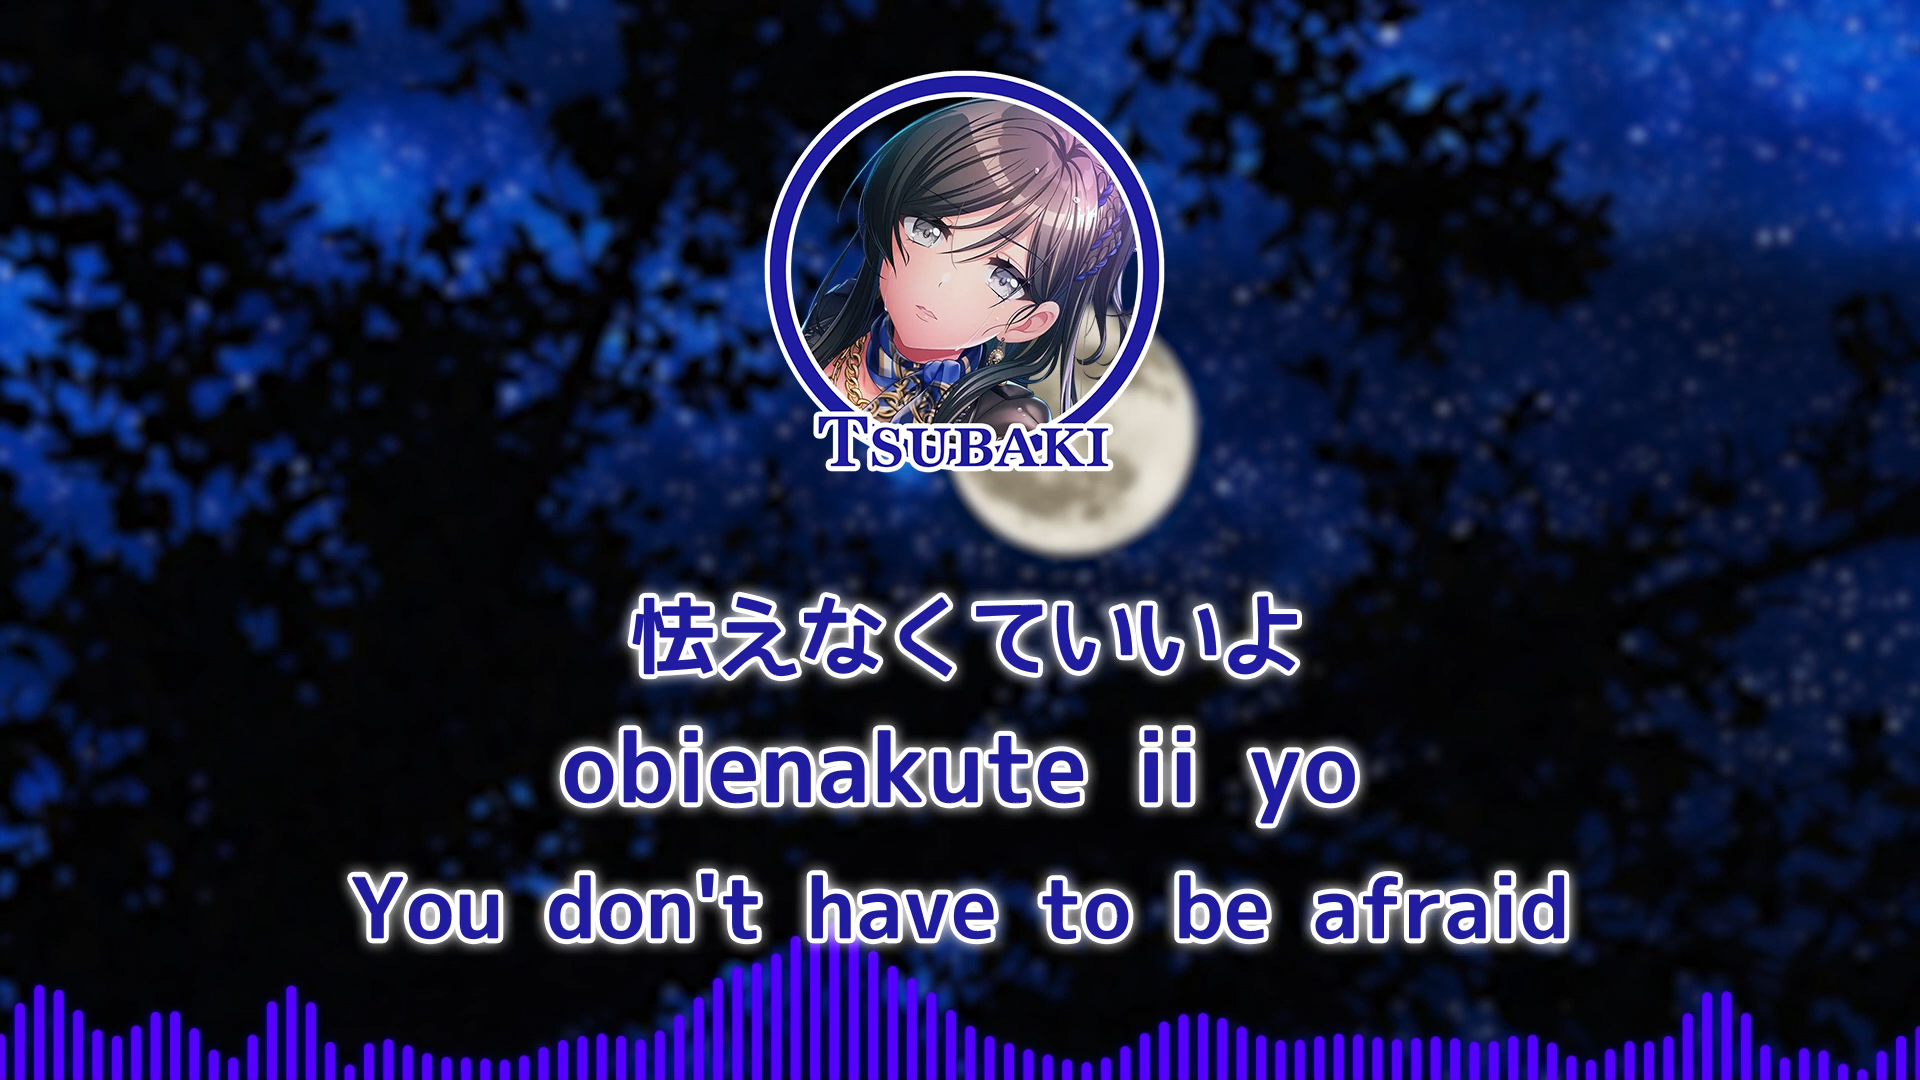 TSUBAKI
怯えなくていいよ
obienakute ii yo
You don't have to be afraid